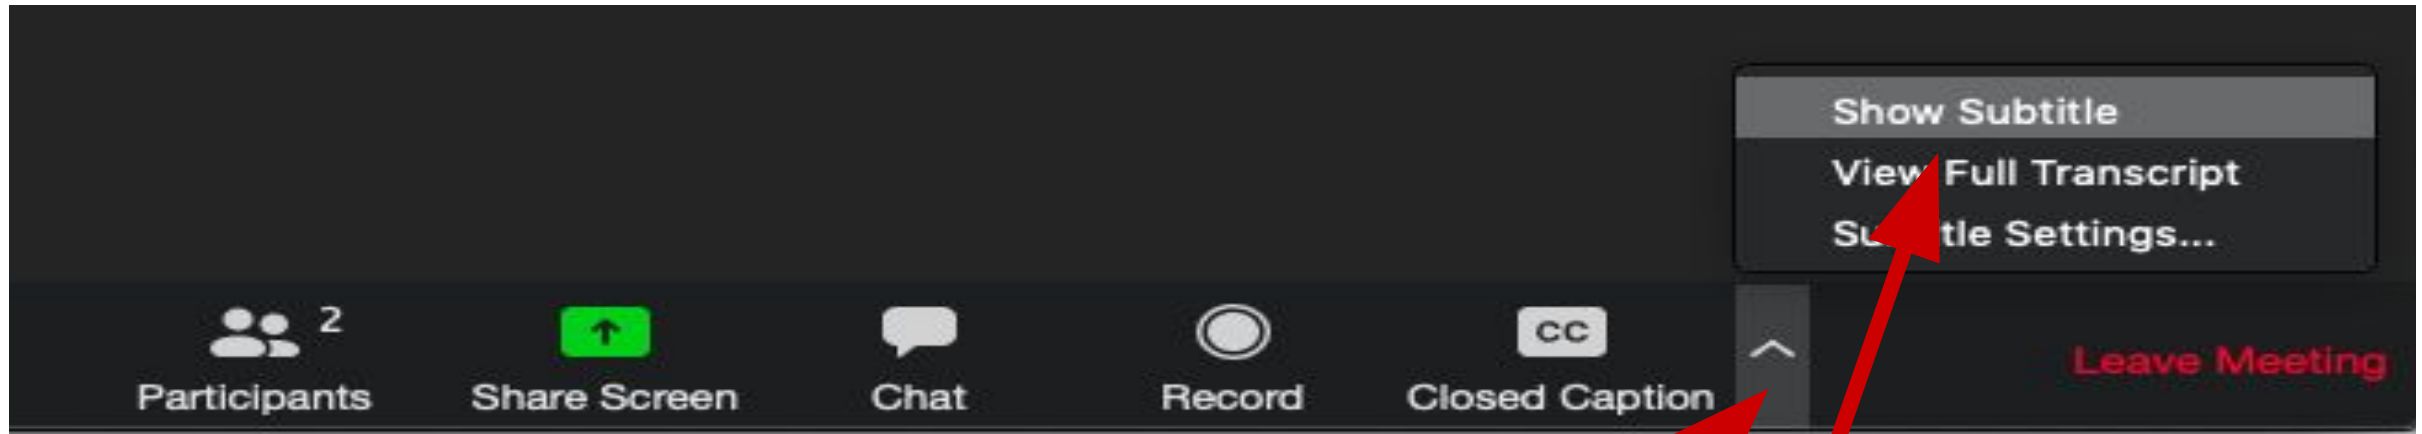 Show Subtitle
View Full Transcript
Settings...
2
Participants
Share Screen
Chat
Record
CC
Closed Caption
Leave Meeting